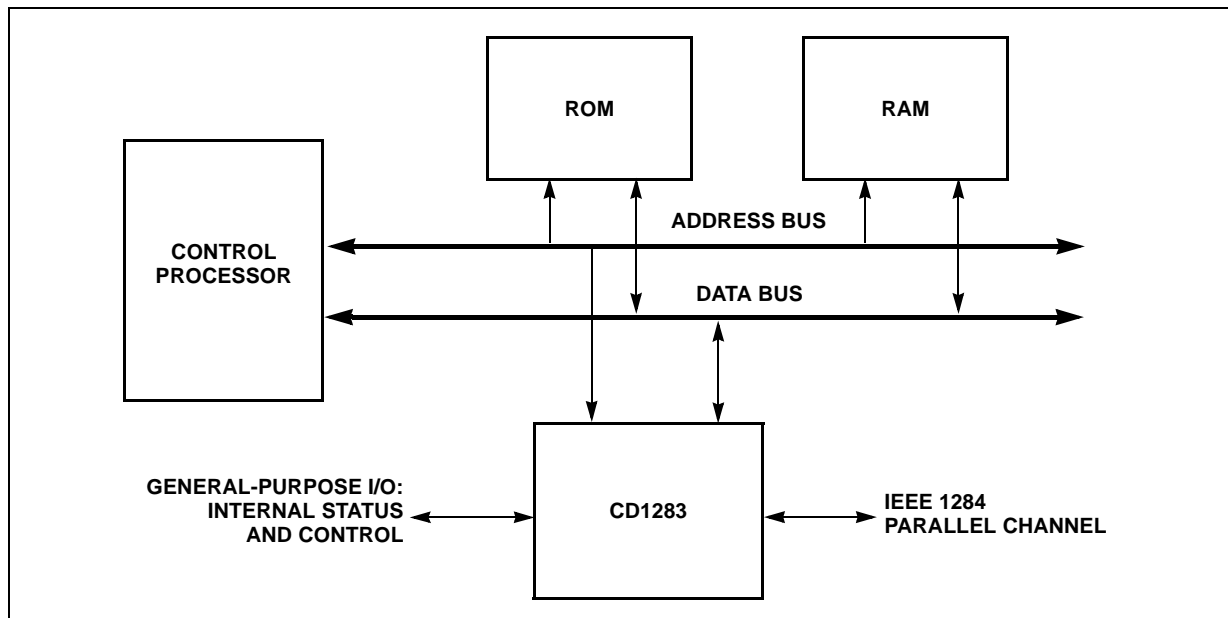 ROM
RAM
CONTROL
PROCESSOR
ADDRESS BUS
DATA BUS
GENERAL-PURPOSE I/O:
INTERNAL STATUS
AND CONTROL
CD1283
IEEE 1284
PARALLEL CHANNEL